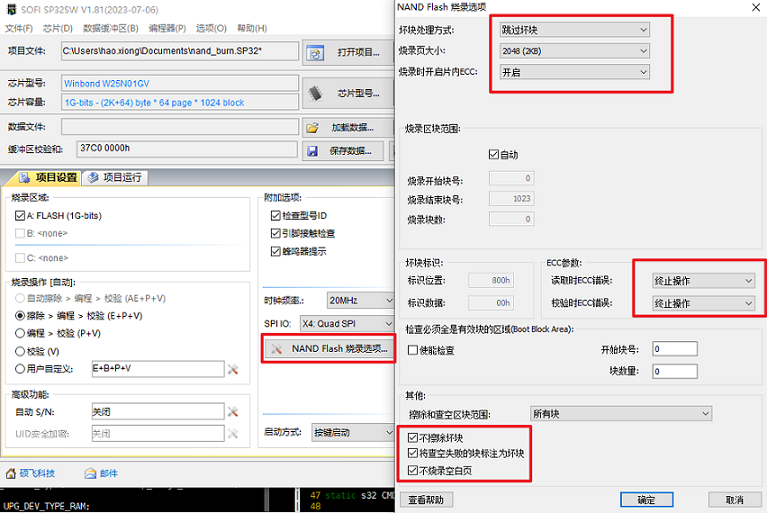 SOFI SP32SW V1.81(2023-07-06)
文件(F) 芯片(D) 数据缓冲区(B) 编程器(P) 选项(O) 帮助(H)
项目文件: C:\Users\hao.xiong\Documents\nand_burn.SP32* 打开项目...
芯片型号: Winbond W25N01GV
芯片型号...
芯片容量: 1G-bits - (2K+64) byte * 64 page * 1024 block
数据文件: 加载数据...
缓冲区校验和: 37C0 0000h 保存数据...
项目设置 项目运行
烧录区域:
A: FLASH (1G-bits)
B: <none>
C: <none>
烧录操作 [自动]:
自动擦除 > 编程 > 校验 (AE+P+V)
擦除 > 编程 > 校验 (E+P+V)
编程 > 校验 (P+V)
校验 (V)
用户自定义: E+B+P+V
高级功能:
自动 S/N: 关闭
UID安全加密: 关闭
附加选项:
检查型号ID
引脚接触检查
蜂鸣器提示
时钟频率.: 20MHz
SPI IO: X4: Quad SPI
NAND Flash 烧录选项...
启动方式: 按键启动
硕飞科技 邮件
UPG_DEV_TYPE_RAM;
47 static s32 CM
48
NAND Flash 烧录选项
坏块处理方式: 跳过坏块
烧录页大小: 2048 (2KB)
烧录时开启片内ECC: 开启
烧录区块范围:
自动
烧录开始块号: 0
烧录结束块号: 1023
烧录块数: 0
坏块标识:
标识位置: 800h
标识数据: 00h
ECC参数:
读取时ECC错误: 终止操作
校验时ECC错误: 终止操作
检查必须全是有效块的区域(Boot Block Area):
使能检查 开始块号: 0
块数量: 0
其他:
擦除和查空区块范围: 所有块
不擦除坏块
将查空失败的块标注为坏块
不烧录空白页
查看帮助 确定 取消